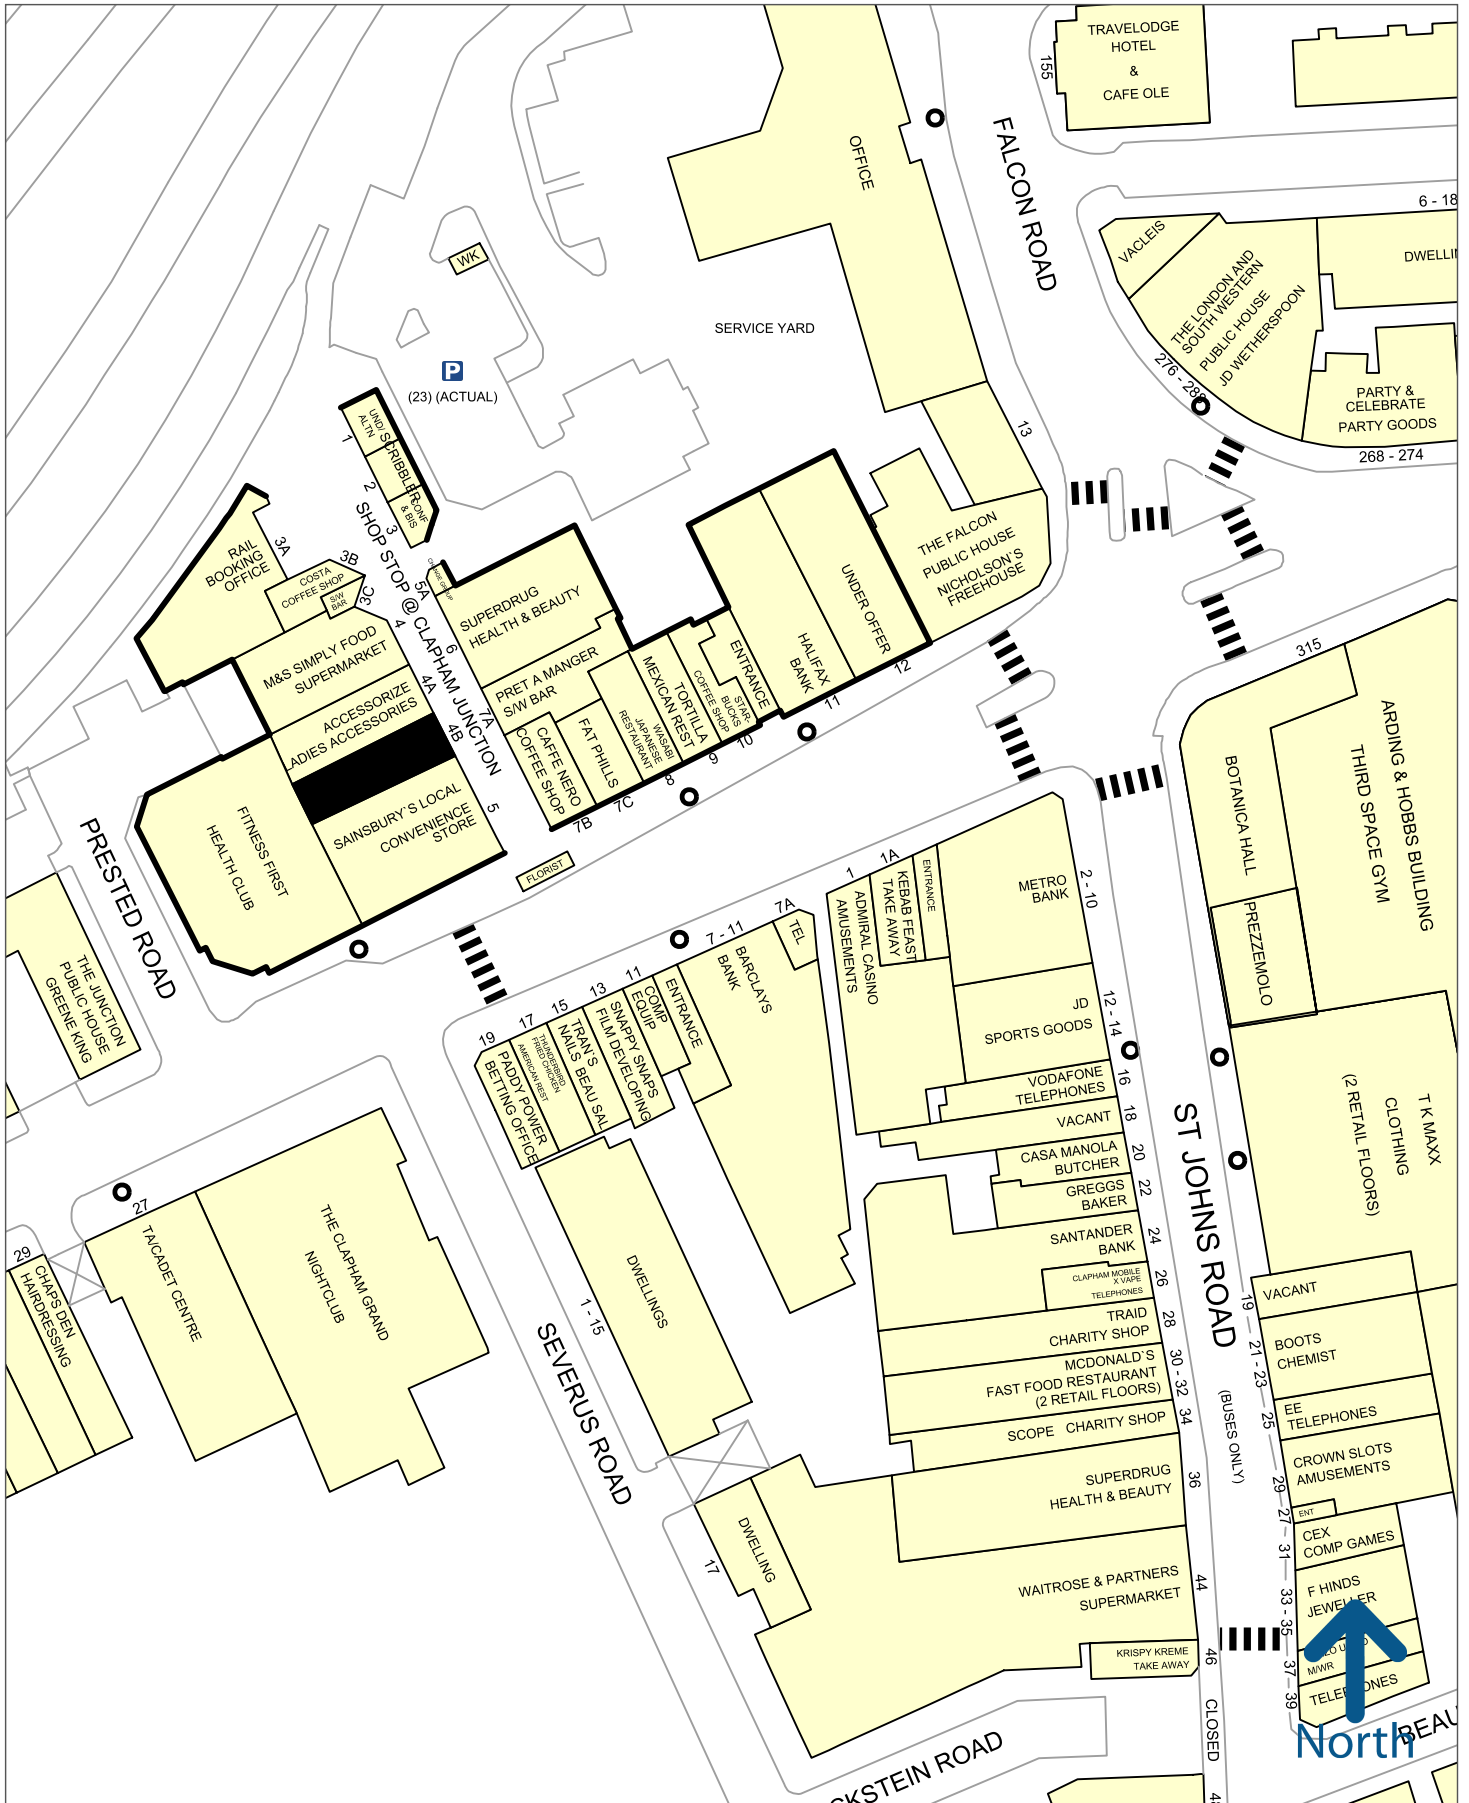 TRAVELODGE
HOTEL
&
CAFE OLE
155
FALCON ROAD
OFFICE
6 - 18
VACLEIS
THE LONDON AND
SOUTH WESTERN
PUBLIC HOUSE
JD WETHERSPOON
276 - 288
PARTY &
CELEBRATE
PARTY GOODS
268 - 274
WK
SERVICE YARD
P
(23) (ACTUAL)
13
UND/
ALTN
1
SCRIBBLER
2
CONF
& BIS
3
SHOP STOP @ CLAPHAM JUNCTION
RAIL
BOOKING
OFFICE
3A
3B
COSTA
COFFEE SHOP
S/W
BAR
3C
4
M&S SIMPLY FOOD
SUPERMARKET
4A
ACCESSORIZE
LADIES ACCESSORIES
4B
SAINSBURY`S LOCAL
CONVENIENCE
STORE
5
FITNESS FIRST
HEALTH CLUB
5A
SUPERDRUG
HEALTH & BEAUTY
6
PRET A MANGER
S/W BAR
7A
CAFFE NERO
COFFEE SHOP
7B
FAT PHILLS
7C
WASABI
JAPANESE
RESTAURANT
8
TORTILLA
MEXICAN REST
9
STAR-
BUCKS
COFFEE SHOP
10
ENTRANCE
HALIFAX
BANK
11
UNDER OFFER
12
THE FALCON
PUBLIC HOUSE
NICHOLSON`S
FREEHOUSE
FLORIST
PRESTED ROAD
THE JUNCTION
PUBLIC HOUSE
GREENE KING
315
ARDING & HOBBS BUILDING
THIRD SPACE GYM
BOTANICA HALL
PREZZEMOLO
T K MAXX
CLOTHING
(2 RETAIL FLOORS)
METRO
BANK
2 - 10
ENTRANCE
1A
KEBAB FEAST
TAKE AWAY
1
ADMIRAL CASINO
AMUSEMENTS
7A
TEL
7 - 11
BARCLAYS
BANK
ENTRANCE
11
COMP
EQUIP
13
SNAPPY SNAPS
FILM DEVELOPING
15
TRAN`S
NAILS BEAU SAL
17
THUNDERBIRD
FRIED CHICKEN
AMERICAN REST
19
PADDY POWER
BETTING OFFICE
JD
SPORTS GOODS
12 - 14
VODAFONE
TELEPHONES
16
VACANT
18
CASA MANOLA
BUTCHER
20
GREGGS
BAKER
22
SANTANDER
BANK
24
CLAPHAM MOBILE
X VAPE
TELEPHONES
26
TRAID
CHARITY SHOP
28
MCDONALD`S
FAST FOOD RESTAURANT
(2 RETAIL FLOORS)
30 - 32
SCOPE CHARITY SHOP
34
SUPERDRUG
HEALTH & BEAUTY
36
WAITROSE & PARTNERS
SUPERMARKET
44
KRISPY KREME
TAKE AWAY
46
CLOSED
ST JOHNS ROAD
(BUSES ONLY)
VACANT
19
BOOTS
CHEMIST
21 - 23
EE
TELEPHONES
25
CROWN SLOTS
AMUSEMENTS
29
ENT
27
CEX
COMP GAMES
31
F HINDS
JEWELLER
33 - 35
M/WR
37
TELEPHONES
39
27
TA/CADET CENTRE
THE CLAPHAM GRAND
NIGHTCLUB
29
CHAPS DEN
HAIRDRESSING
DWELLINGS
1 - 15
SEVERUS ROAD
DWELLING
17
North